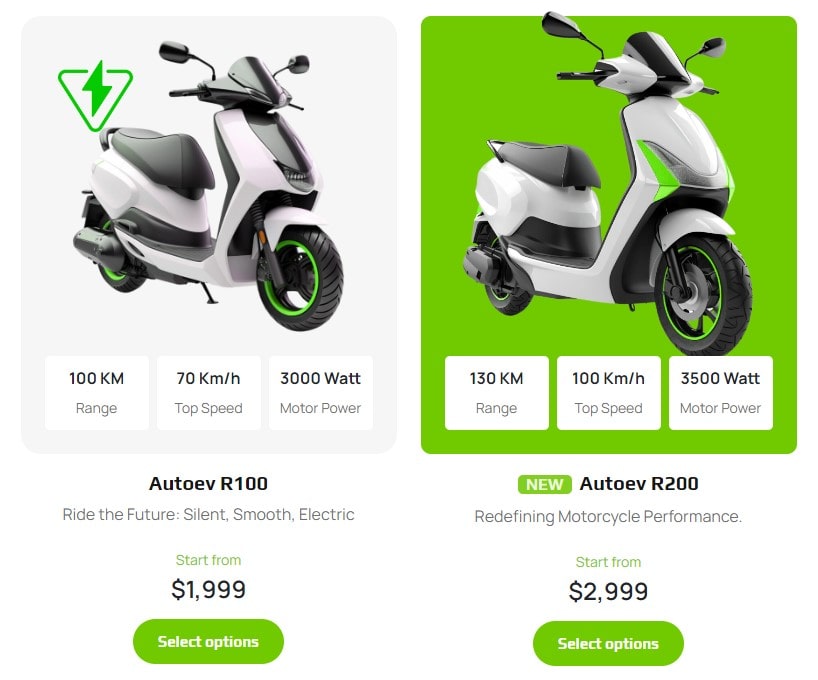 100 KM
Range
70 Km/h
Top Speed
3000 Watt
Motor Power
Autoev R100
Ride the Future: Silent, Smooth, Electric
Start from
$1,999
Select options
130 KM
Range
100 Km/h
Top Speed
3500 Watt
Motor Power
NEW Autoev R200
Redefining Motorcycle Performance.
Start from
$2,999
Select options